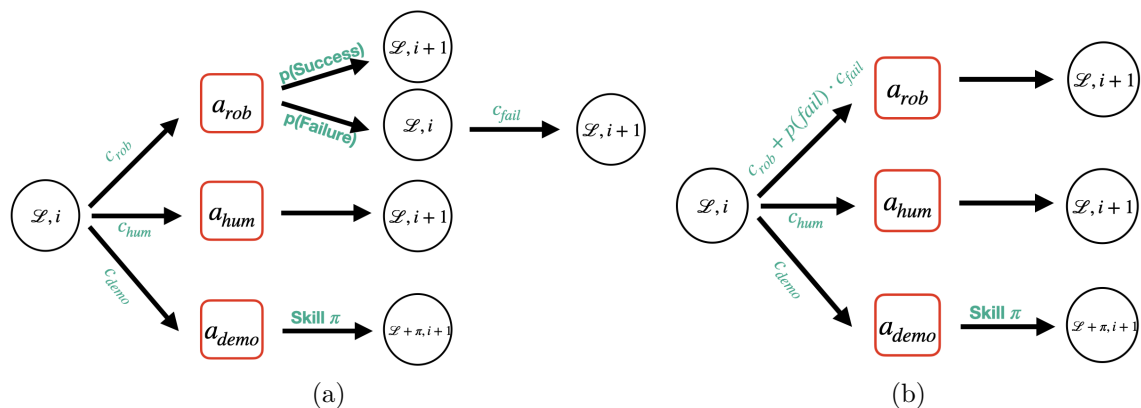 ℒ, i
c_rob
c_hum
c_demo
a_rob
a_hum
a_demo
p(Success)
p(Failure)
Skill π
ℒ, i + 1
ℒ, i
c_fail
ℒ, i + 1
ℒ, i + 1
ℒ + π, i + 1
(a)
ℒ, i
c_rob + p(fail) · c_fail
c_hum
c_demo
a_rob
a_hum
a_demo
Skill π
ℒ, i + 1
ℒ, i + 1
ℒ + π, i + 1
(b)